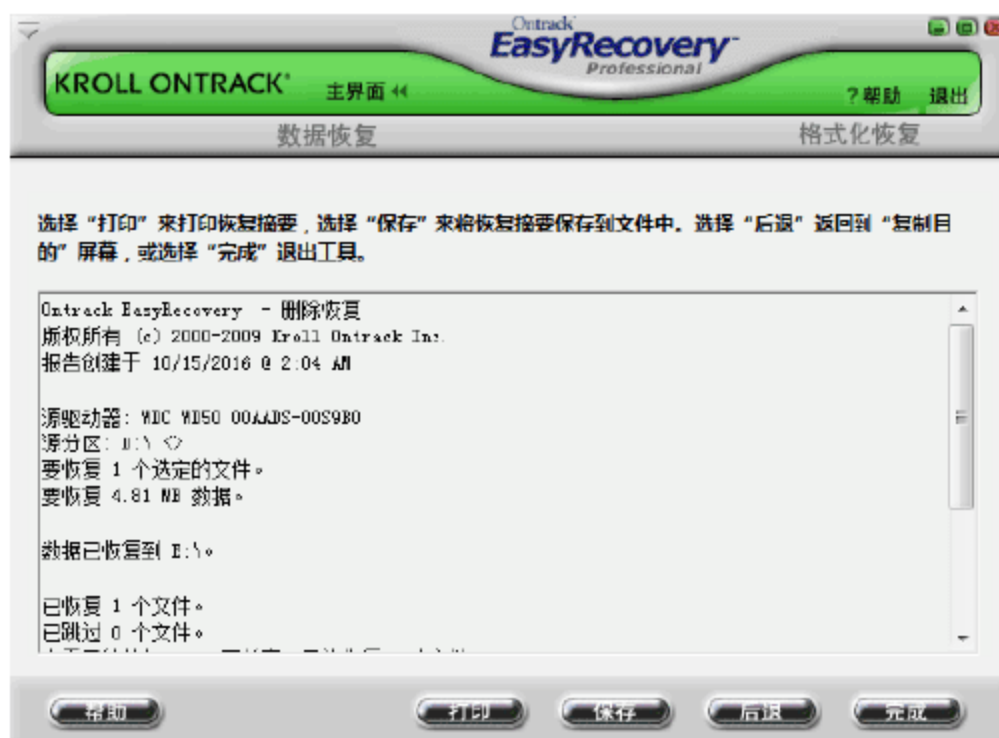 Ontrack
EasyRecovery
Professional
KROLL ONTRACK
主界面
?帮助 退出
数据恢复 格式化恢复
选择“打印”来打印恢复摘要，选择“保存”来将恢复摘要保存到文件中。选择“后退”返回到“复制目
的”屏幕，或选择“完成”退出工具。
Ontrack EasyRecovery - 删除恢复
版权所有 (c) 2000-2009 Kroll Ontrack Inc.
报告创建于 10/15/2016 @ 2:04 AM
源驱动器: WDC WD50 00AADS-00S9B0
源分区: D:\ <>
要恢复 1 个选定的文件。
要恢复 4.81 MB 数据。
数据已恢复到 E:\。
已恢复 1 个文件。
已跳过 0 个文件。
帮助 打印 保存 后退 完成